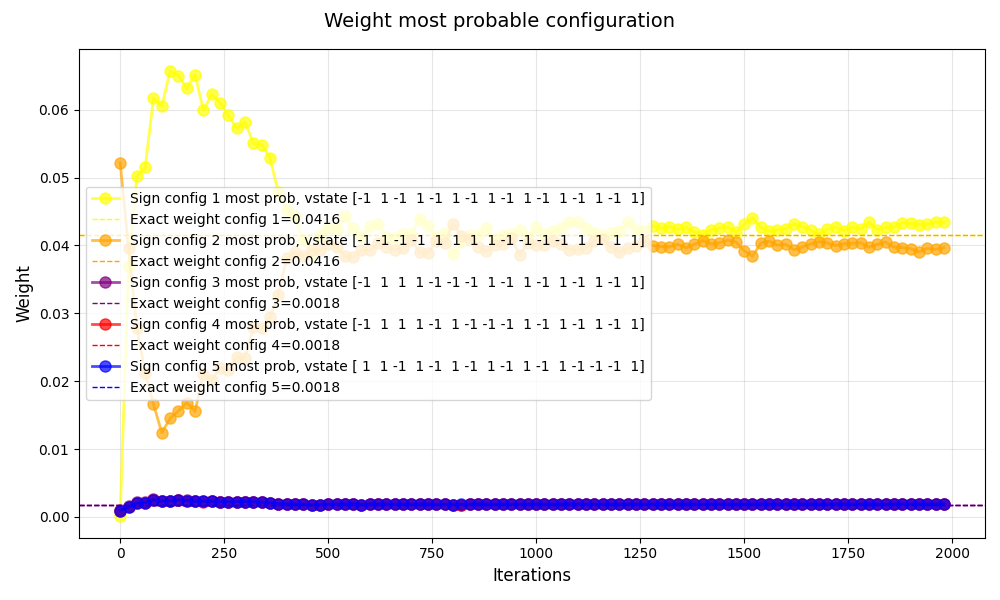 Weight most probable configuration
0.06
0.05
0.04
0.03
0.02
0.01
0.00
Weight
Sign config 1 most prob, vstate [-1  1 -1  1 -1  1 -1  1 -1  1 -1  1 -1  1 -1  1]
Exact weight config 1=0.0416
Sign config 2 most prob, vstate [-1 -1 -1 -1  1  1  1  1 -1 -1 -1 -1  1  1  1  1]
Exact weight config 2=0.0416
Sign config 3 most prob, vstate [-1  1  1  1 -1 -1 -1  1 -1  1 -1  1 -1  1 -1  1]
Exact weight config 3=0.0018
Sign config 4 most prob, vstate [-1  1  1  1 -1  1 -1 -1 -1  1 -1  1 -1  1 -1  1]
Exact weight config 4=0.0018
Sign config 5 most prob, vstate [ 1  1 -1  1 -1  1 -1  1 -1  1 -1  1 -1 -1 -1  1]
Exact weight config 5=0.0018
0 250 500 750 1000 1250 1500 1750 2000
Iterations